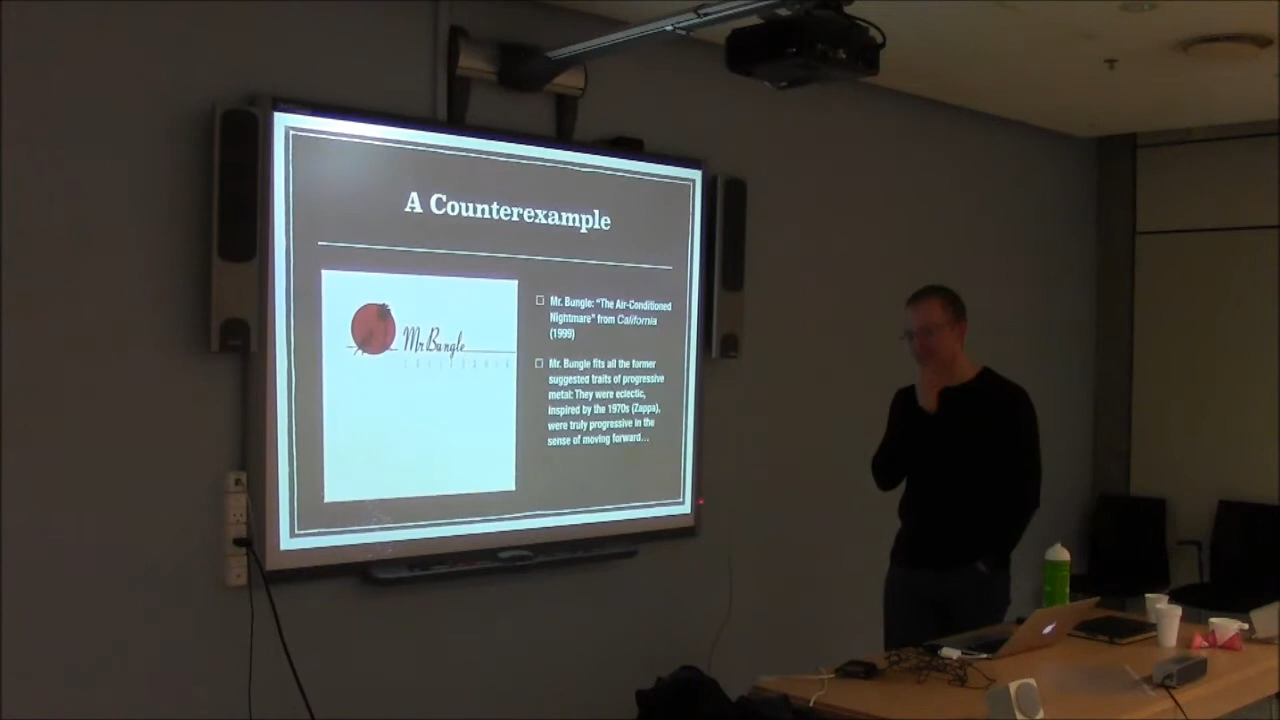 A Counterexample
Mr. Bungle
CALIFORNIA
Mr. Bungle: “The Air-Conditioned
Nightmare” from California
(1999)
Mr. Bungle fits all the former
suggested traits of progressive
metal: They were eclectic,
inspired by the 1970s (Zappa),
were truly progressive in the
sense of moving forward…